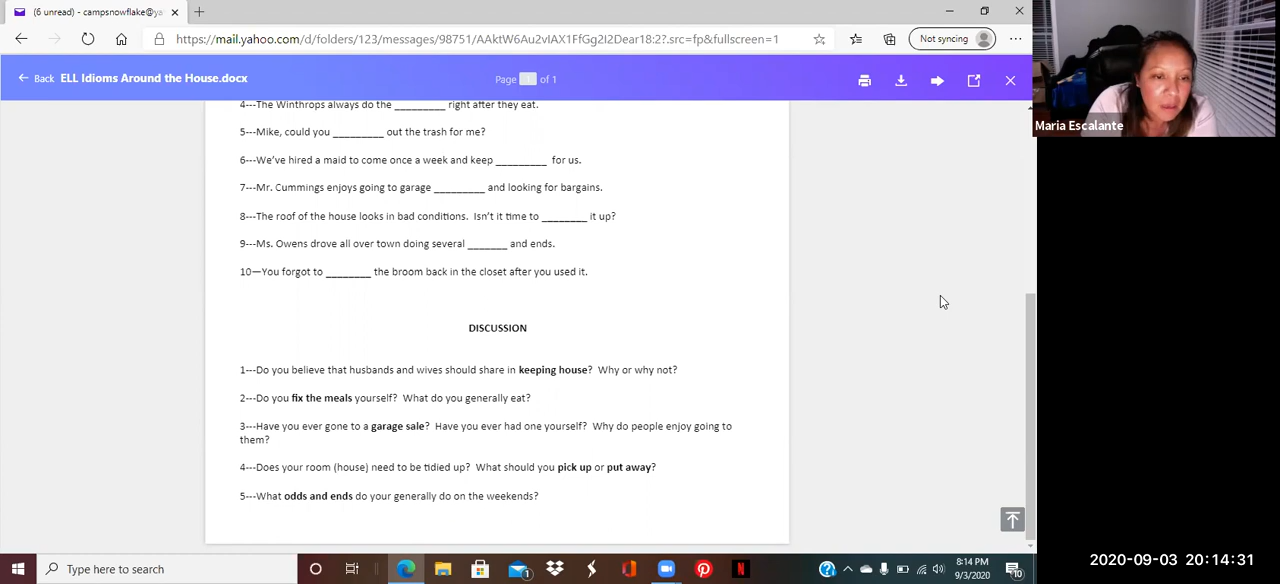 (6 unread) - campsnowflake@ya
https://mail.yahoo.com/d/folders/123/messages/98751/AAktW6Au2vIAX1FfGg2I2Dear18:2?.src=fp&fullscreen=1
Not syncing
Back ELL Idioms Around the House.docx
Page 1 of 1
Maria Escalante
4---The Winthrops always do the _________ right after they eat.
5---Mike, could you _________ out the trash for me?
6---We've hired a maid to come once a week and keep _________ for us.
7---Mr. Cummings enjoys going to garage _________ and looking for bargains.
8---The roof of the house looks in bad conditions. Isn't it time to ________ it up?
9---Ms. Owens drove all over town doing several _______ and ends.
10—You forgot to ________ the broom back in the closet after you used it.
DISCUSSION
1---Do you believe that husbands and wives should share in keeping house? Why or why not?
2---Do you fix the meals yourself? What do you generally eat?
3---Have you ever gone to a garage sale? Have you ever had one yourself? Why do people enjoy going to
them?
4---Does your room (house) need to be tidied up? What should you pick up or put away?
5---What odds and ends do your generally do on the weekends?
Type here to search
1
8:14 PM
9/3/2020
10
2020-09-03 20:14:31